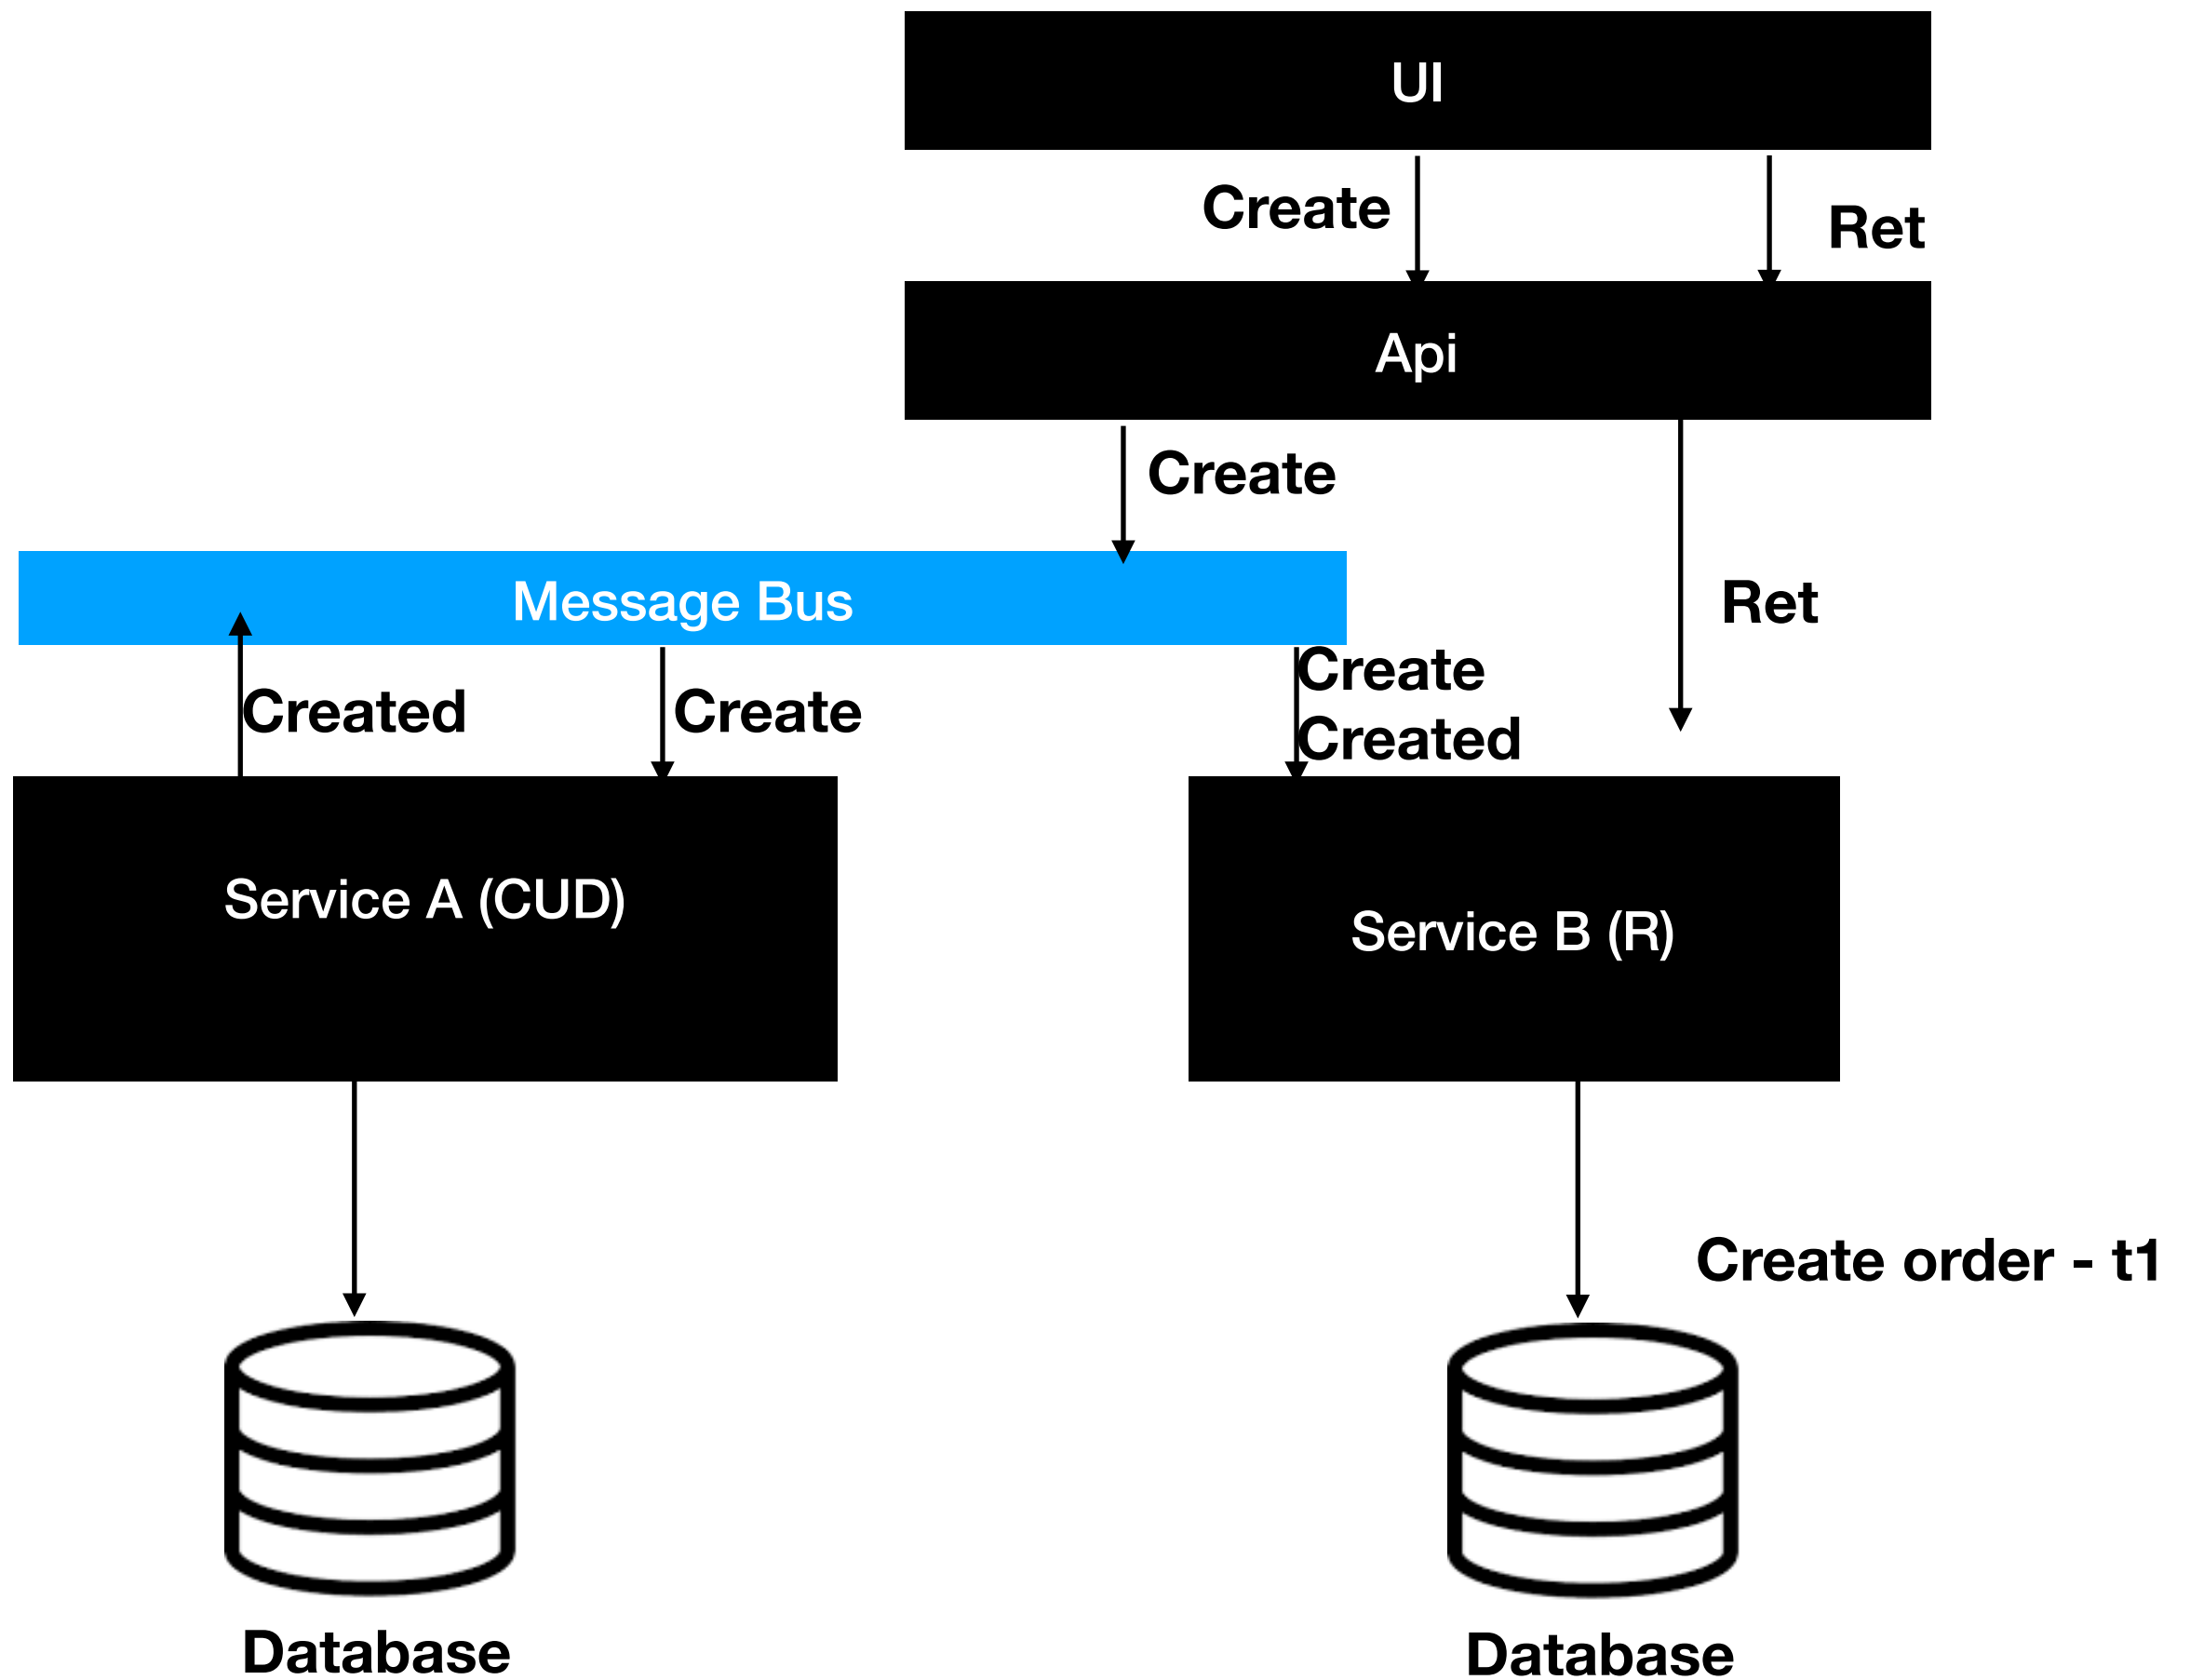 UI
Create
Ret
Api
Create
Message Bus
Ret
Create
Created
Create
Created
Service A (CUD)
Service B (R)
Create order - t1
Database
Database